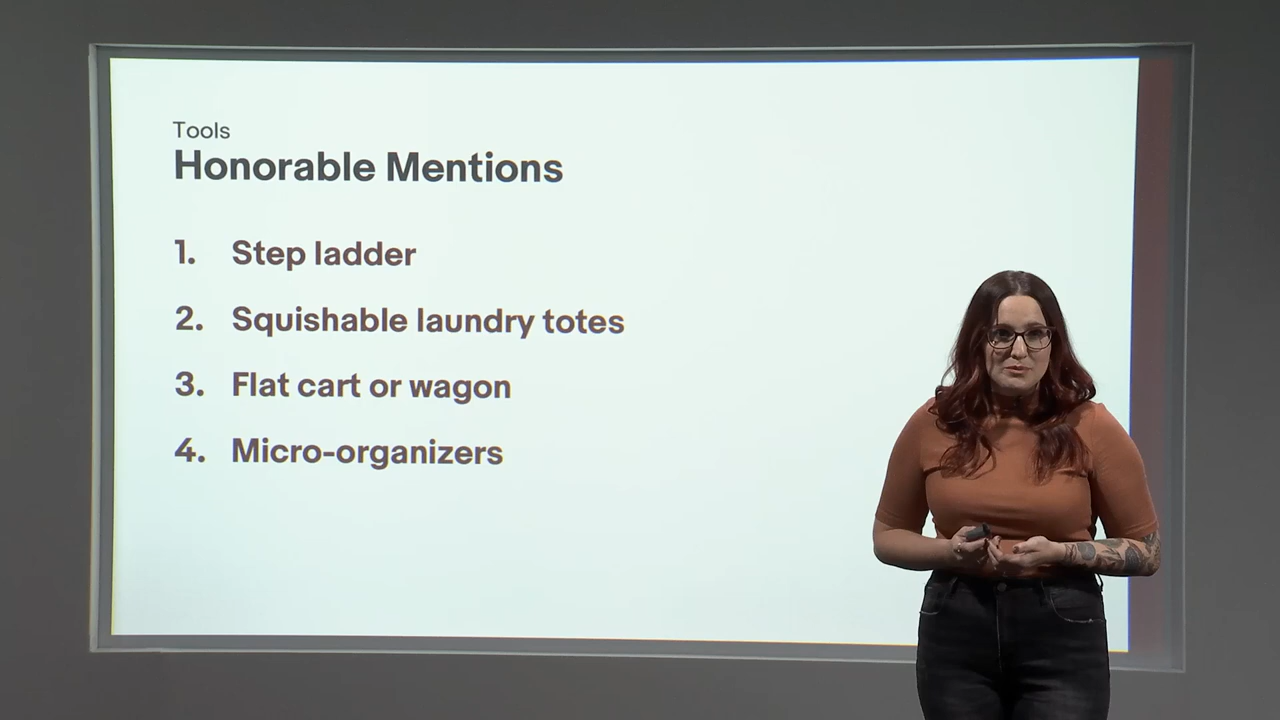 Tools
Honorable Mentions
1. Step ladder
2. Squishable laundry totes
3. Flat cart or wagon
4. Micro-organizers